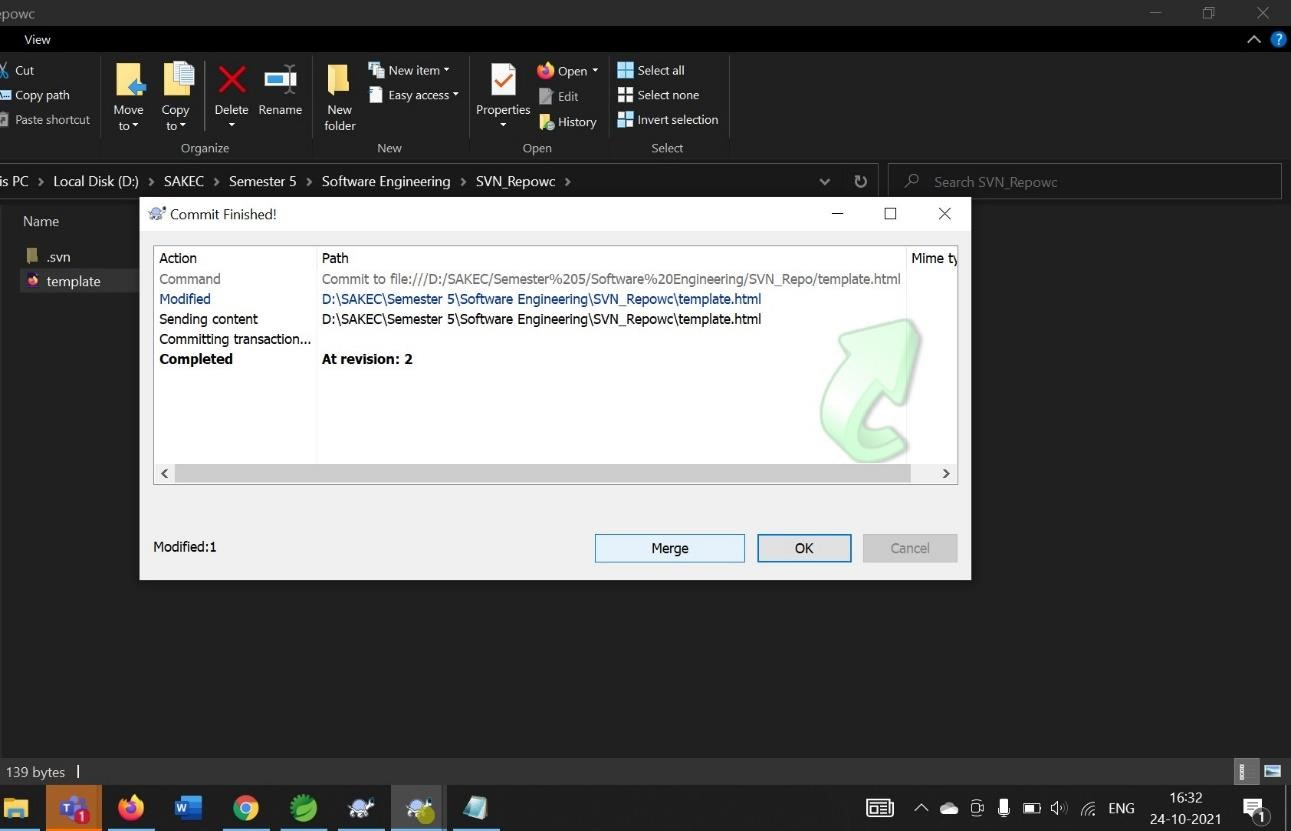 epowc
View
Cut
Copy path
Paste shortcut
Move to
Copy to
Delete
Rename
New folder
New item
Easy access
Properties
Open
Edit
History
Select all
Select none
Invert selection
Organize
New
Open
Select
is PC > Local Disk (D:) > SAKEC > Semester 5 > Software Engineering > SVN_Repowc >
Search SVN_Repowc
Name
.svn
template
Commit Finished!
Action Path Mime ty
Command Commit to file:///D:/SAKEC/Semester%205/Software%20Engineering/SVN_Repo/template.html
Modified D:\SAKEC\Semester 5\Software Engineering\SVN_Repowc\template.html
Sending content D:\SAKEC\Semester 5\Software Engineering\SVN_Repowc\template.html
Committing transaction...
Completed At revision: 2
Modified:1
Merge
OK
Cancel
139 bytes
1
ENG
16:32
24-10-2021
1